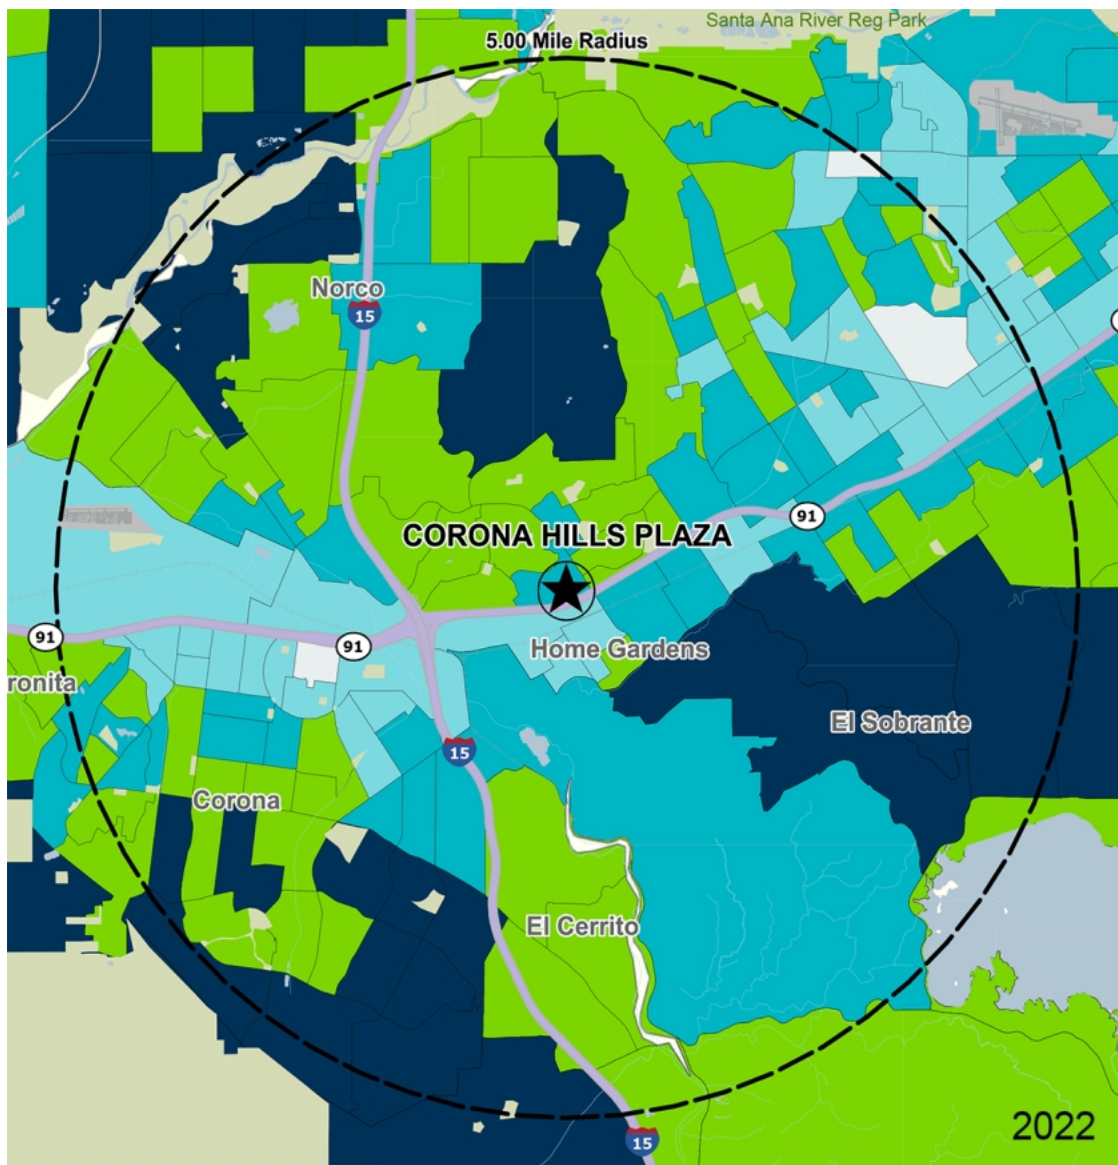 Santa Ana River Reg Park
5.00 Mile Radius
Norco
15
91
CORONA HILLS PLAZA
91
91
Home Gardens
ronita
El Sobrante
15
Corona
El Cerrito
2022
15